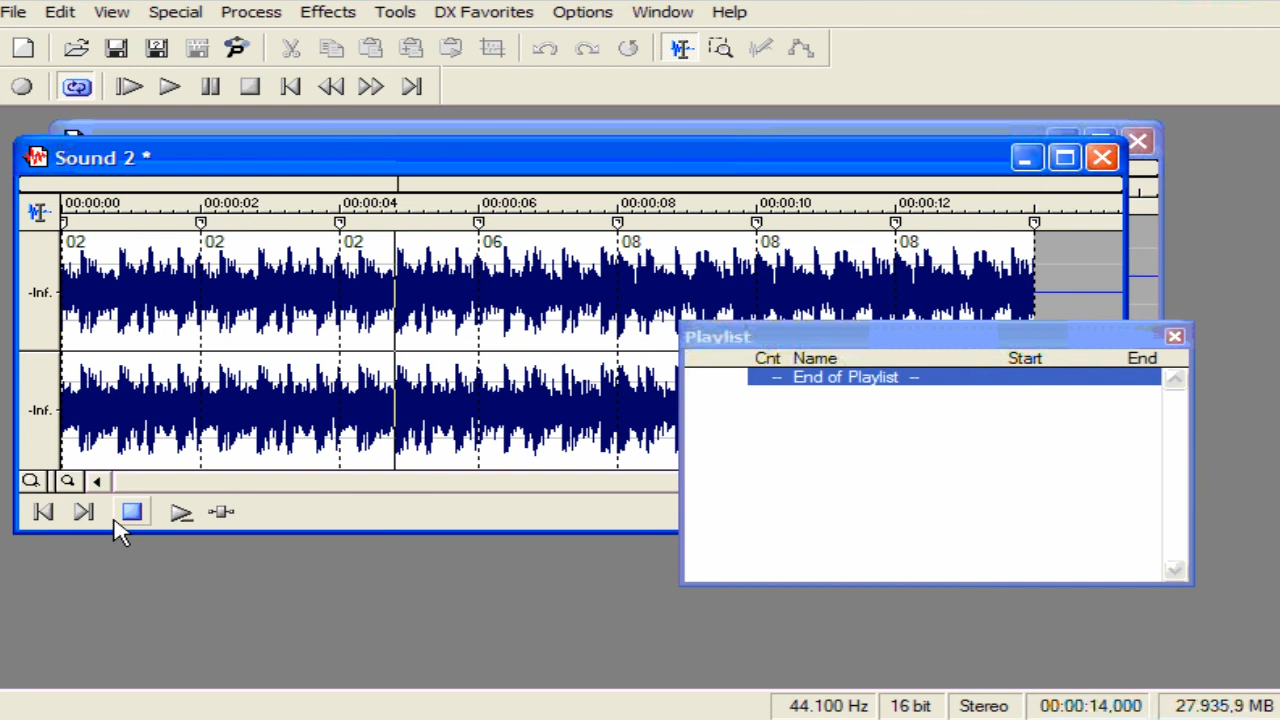 File Edit View Special Process Effects Tools DX Favorites Options Window Help
Sound 2 *
00:00:00 00:00:02 00:00:04 00:00:06 00:00:08 00:00:10 00:00:12
02 02 02 06 08 08 08
-Inf.
-Inf.
Playlist
Cnt Name Start End
-- End of Playlist --
44.100 Hz 16 bit Stereo 00:00:14,000 27.935,9 MB